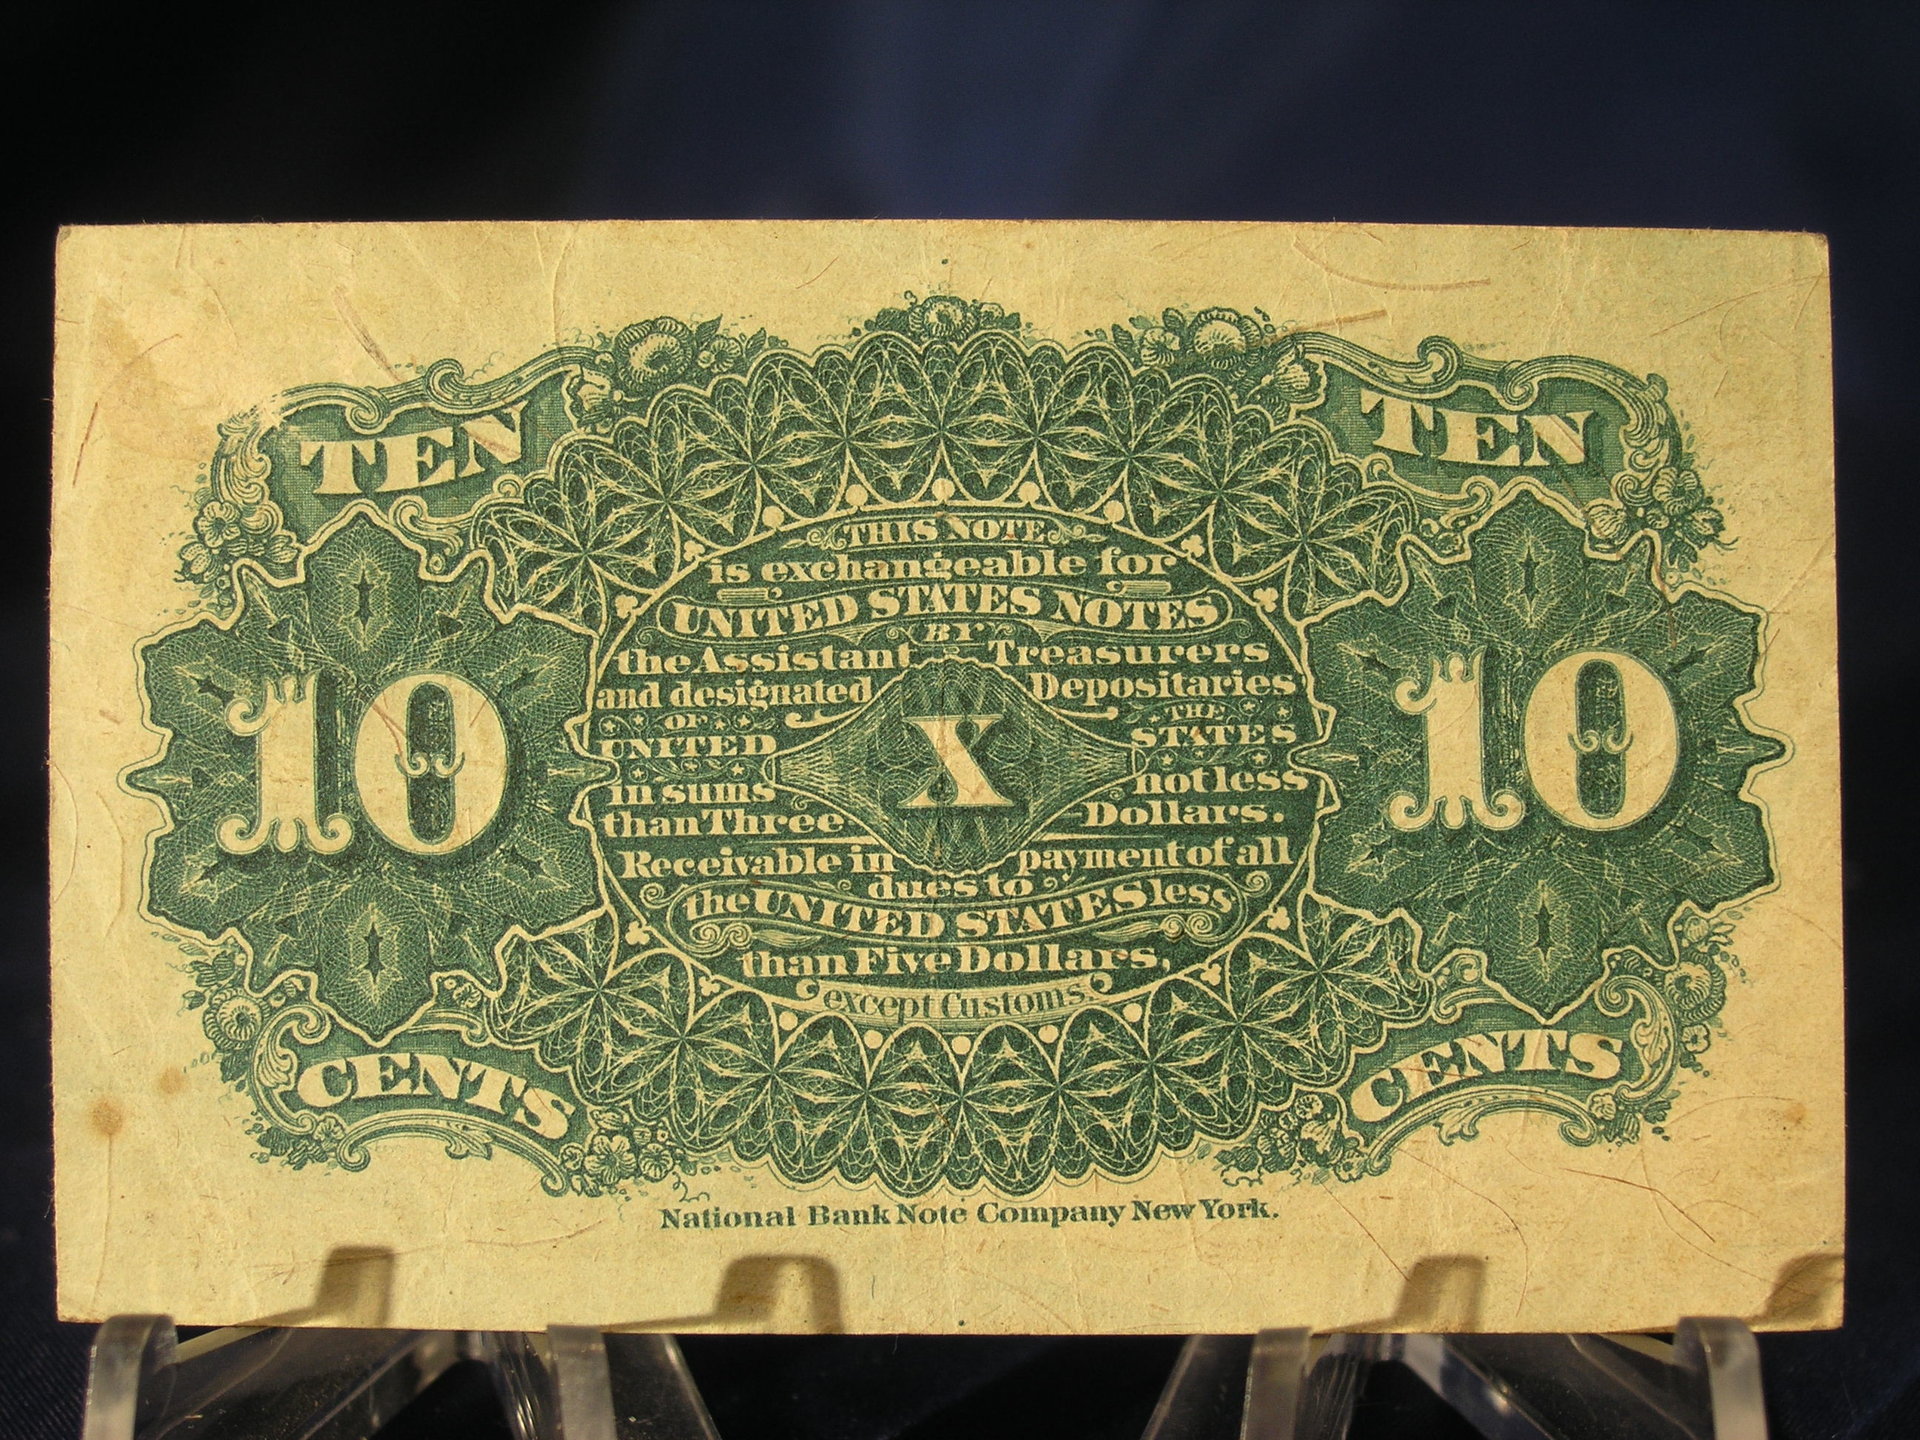 TEN TEN
THIS NOTE
is exchangeable for
UNITED STATES NOTES
BY
the Assistant Treasurers
and designated Depositaries
OF THE
UNITED STATES
in sums not less
than Three Dollars.
Receivable in payment of all
dues to
the UNITED STATES less
than Five Dollars,
except Customs.
10 X 10
CENTS CENTS
National Bank Note Company New York.